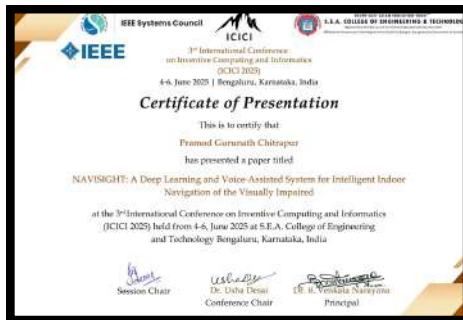 IEEE Systems Council
S.E.A. COLLEGE OF ENGINEERING & TECHNOLOGY
IEEE
ICICI
3rd International Conference
on Inventive Computing and Informatics
(ICICI 2025)
4-6, June 2025 | Bengaluru, Karnataka, India
Certificate of Presentation
This is to certify that
Pramod Gurunath Chitrapur
has presented a paper titled
NAVISIGHT: A Deep Learning and Voice-Assisted System for Intelligent Indoor
Navigation of the Visually Impaired
at the 3rd International Conference on Inventive Computing and Informatics
(ICICI 2025) held from 4-6, June 2025 at S.E.A. College of Engineering
and Technology Bengaluru, Karnataka, India
Session Chair
Dr. Usha Desai
Conference Chair
Dr. B. Venkata Narayana
Principal